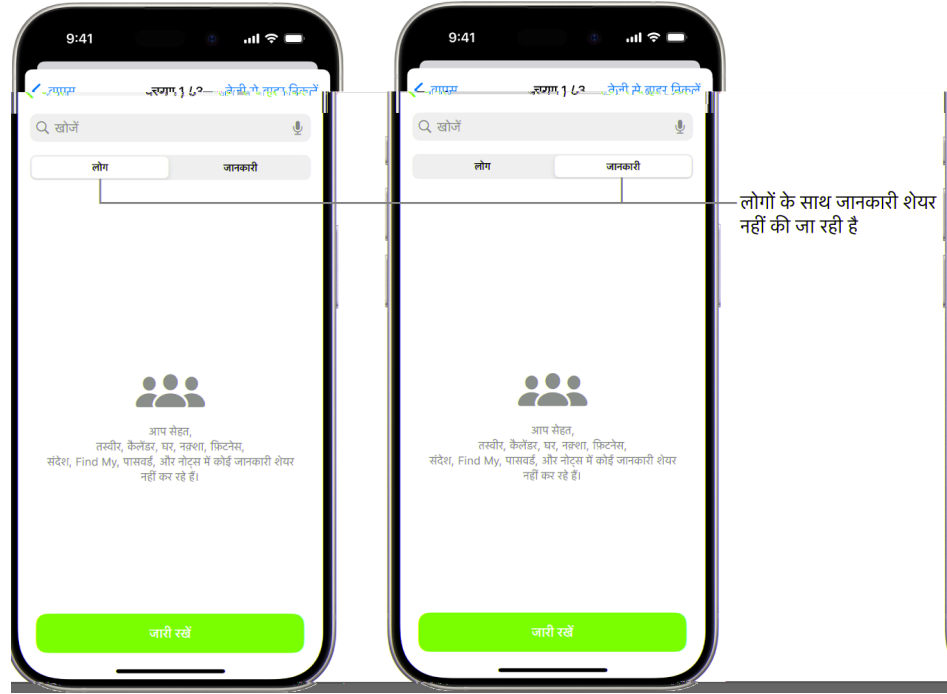 9:41
खोजें
लोग
जानकारी
आप सेहत,
तस्वीर, कैलेंडर, घर, नक़्शा, फ़िटनेस,
संदेश, Find My, पासवर्ड, और नोट्स में कोई जानकारी शेयर
नहीं कर रहे हैं।
जारी रखें
9:41
खोजें
लोग
जानकारी
आप सेहत,
तस्वीर, कैलेंडर, घर, नक़्शा, फ़िटनेस,
संदेश, Find My, पासवर्ड, और नोट्स में कोई जानकारी शेयर
नहीं कर रहे हैं।
जारी रखें
लोगों के साथ जानकारी शेयर
नहीं की जा रही है